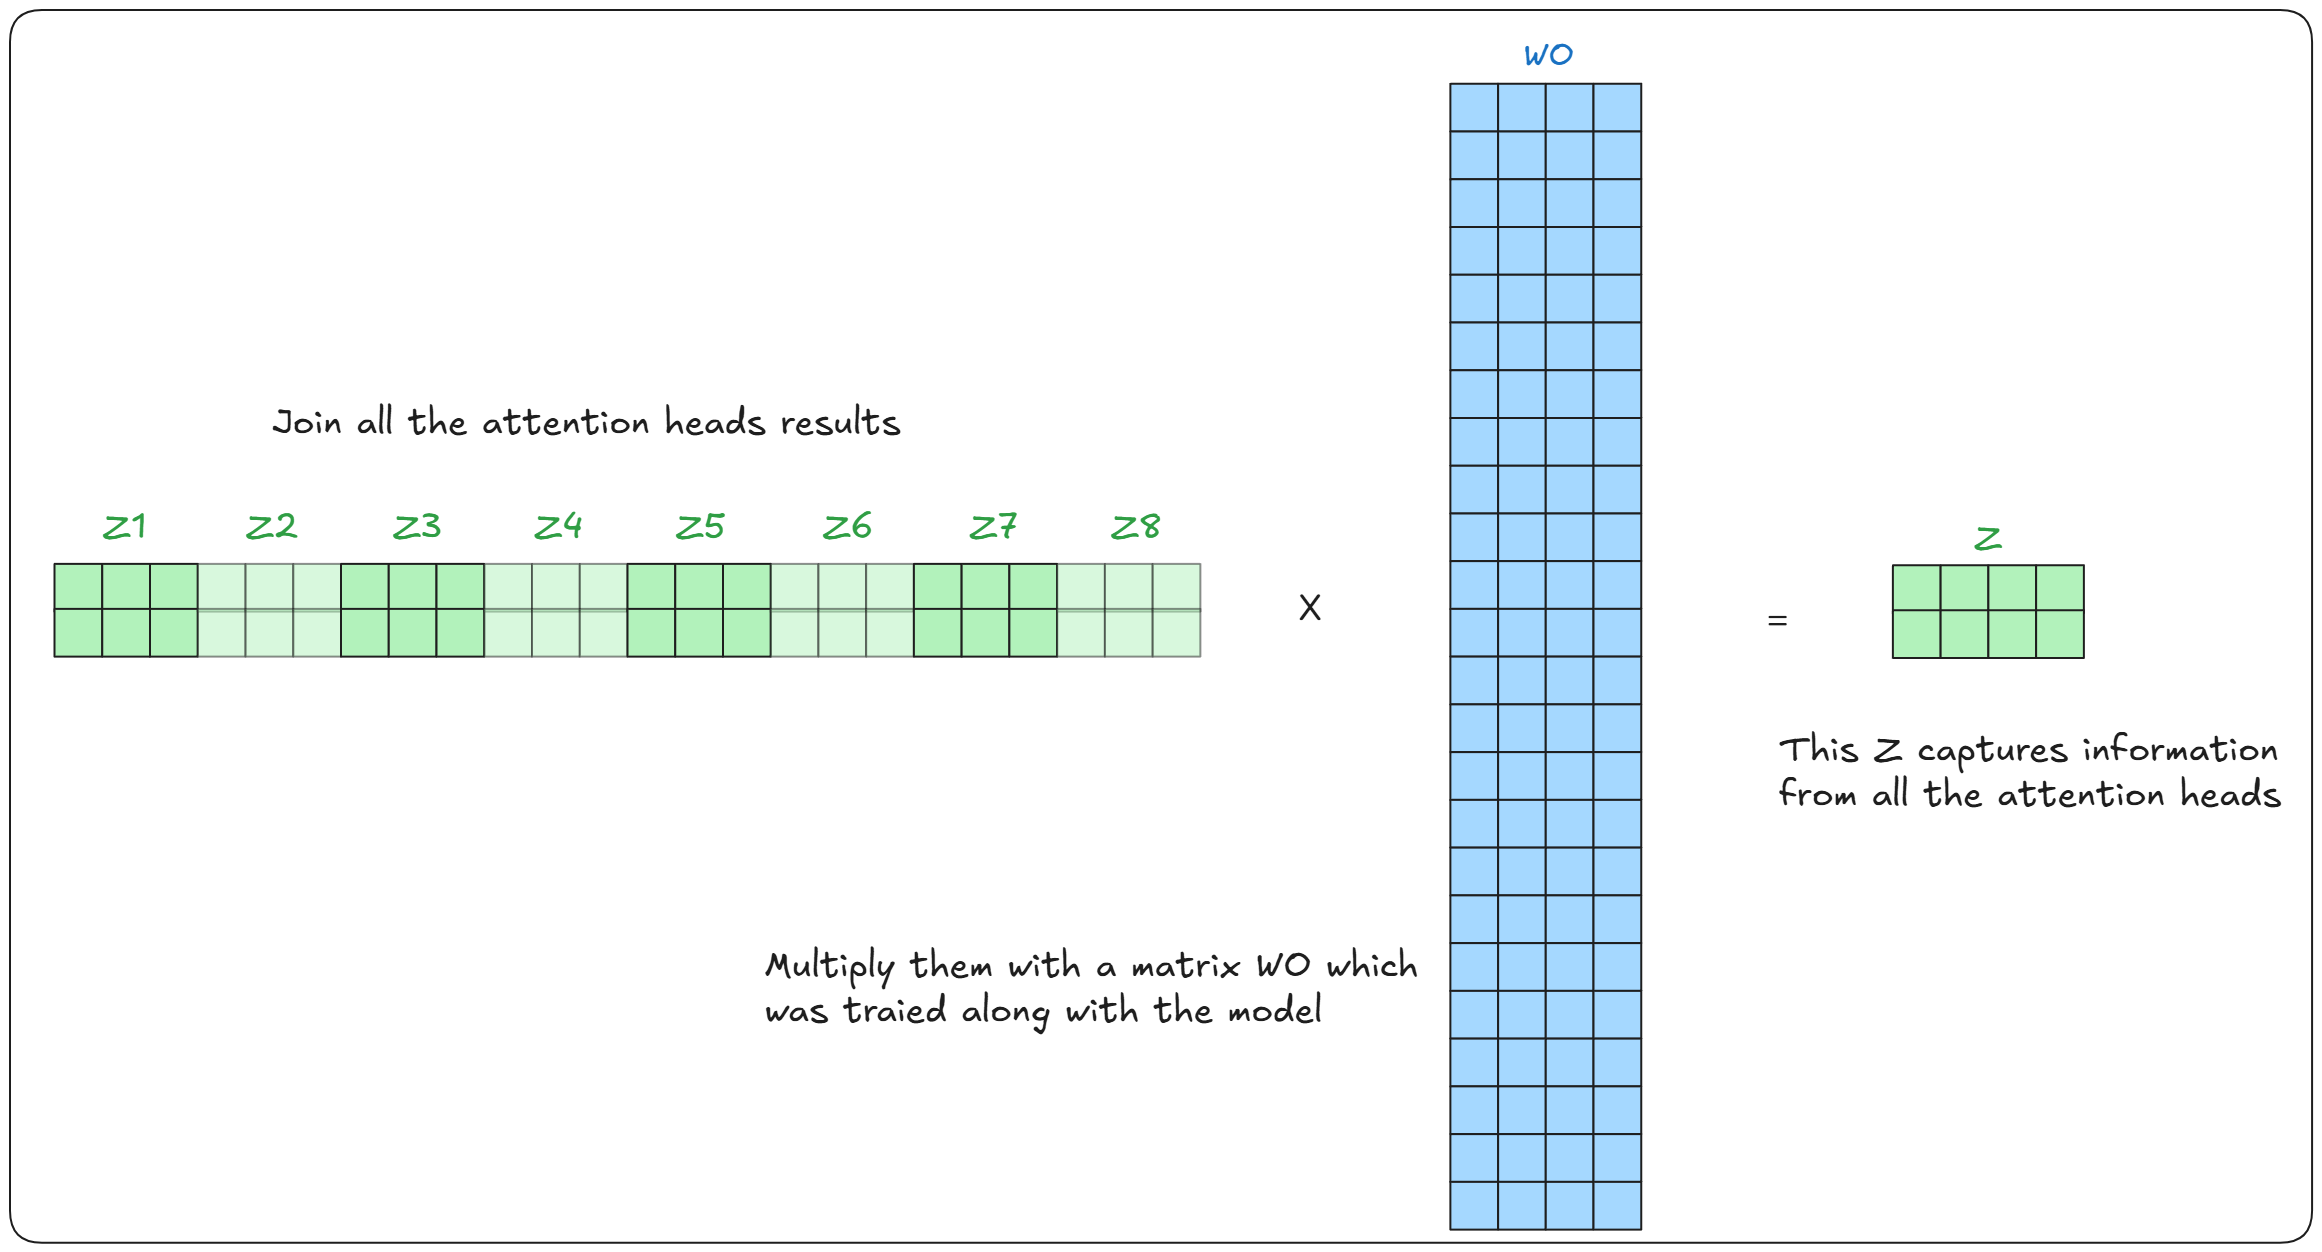 WO
Join all the attention heads results
Z1 Z2 Z3 Z4 Z5 Z6 Z7 Z8
Z
X
=
This Z captures information
from all the attention heads
Multiply them with a matrix WO which
was traied along with the model